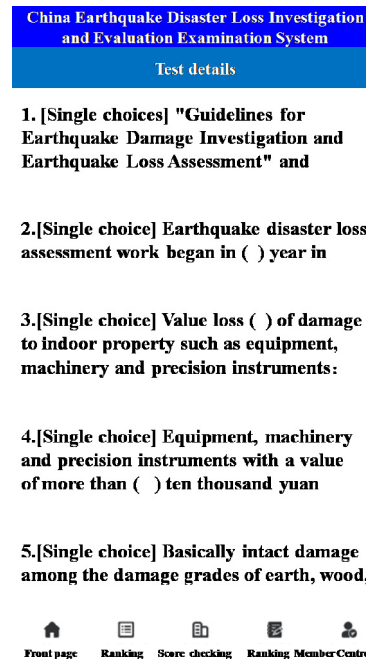 China Earthquake Disaster Loss Investigation
and Evaluation Examination System
Test details
1. [Single choices] "Guidelines for
Earthquake Damage Investigation and
Earthquake Loss Assessment" and
2.[Single choice] Earthquake disaster loss
assessment work began in ( ) year in
3.[Single choice] Value loss ( ) of damage
to indoor property such as equipment,
machinery and precision instruments:
4.[Single choice] Equipment, machinery
and precision instruments with a value
of more than ( ) ten thousand yuan
5.[Single choice] Basically intact damage
among the damage grades of earth, wood,
Front page Ranking Score checking Ranking Member Centre